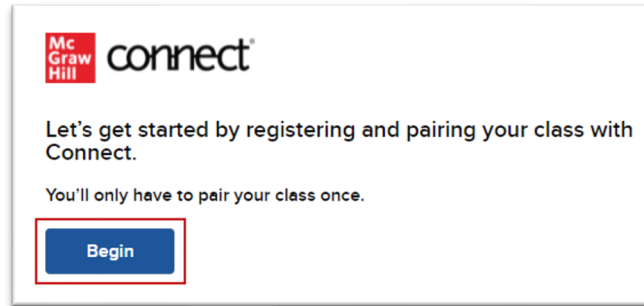 Mc
Graw
Hill
connect
Let's get started by registering and pairing your class with
Connect.
You'll only have to pair your class once.
Begin